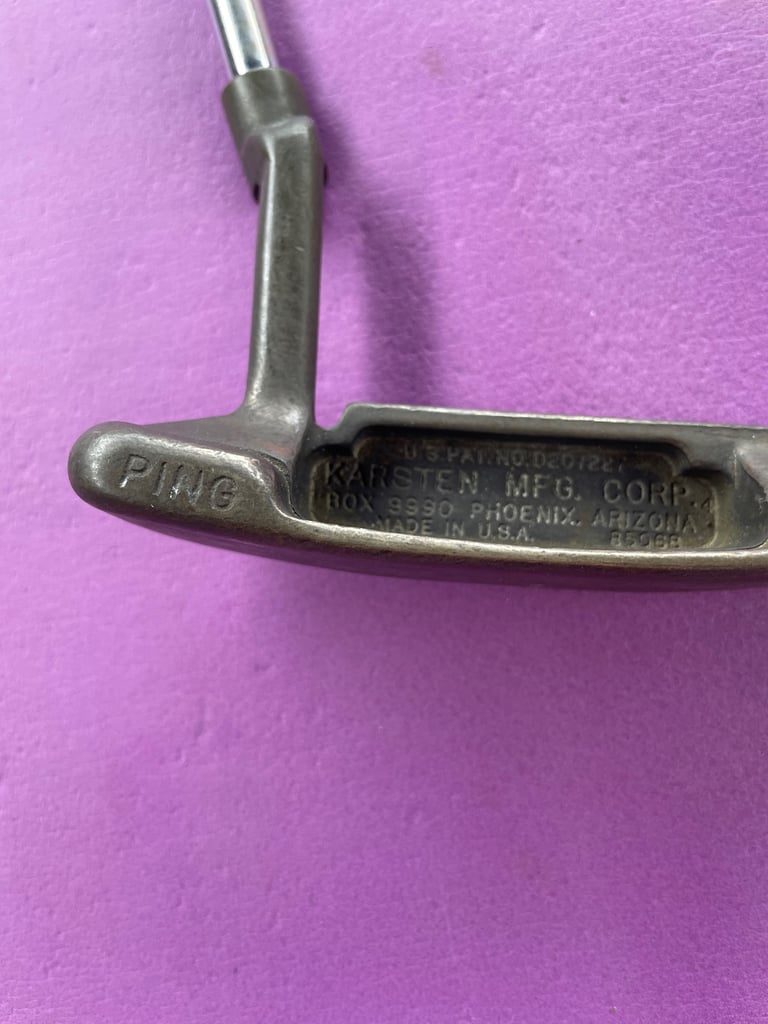 PING
U.S. PAT. NO. D207227
KARSTEN MFG. CORP.
BOX 9990 PHOENIX, ARIZONA
MADE IN U.S.A. 85068